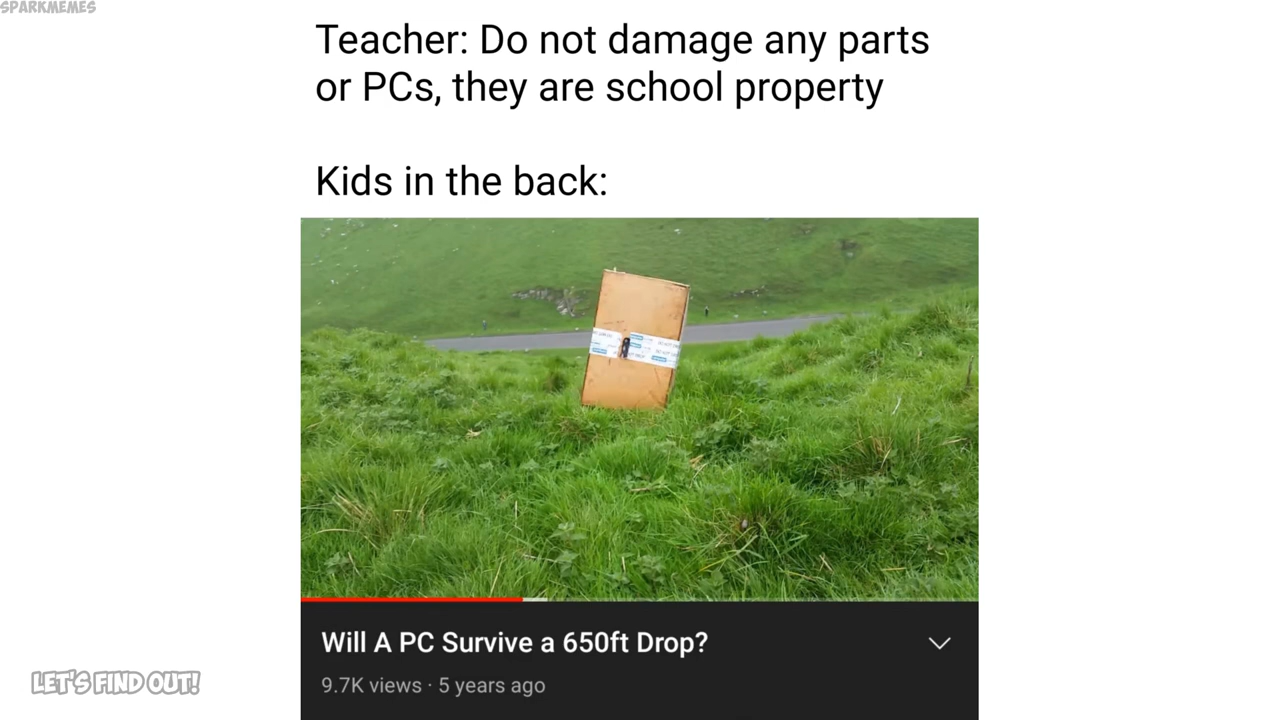 SPARKMEMES
Teacher: Do not damage any parts
or PCs, they are school property
Kids in the back:
Will A PC Survive a 650ft Drop?
9.7K views · 5 years ago
LET'S FIND OUT!